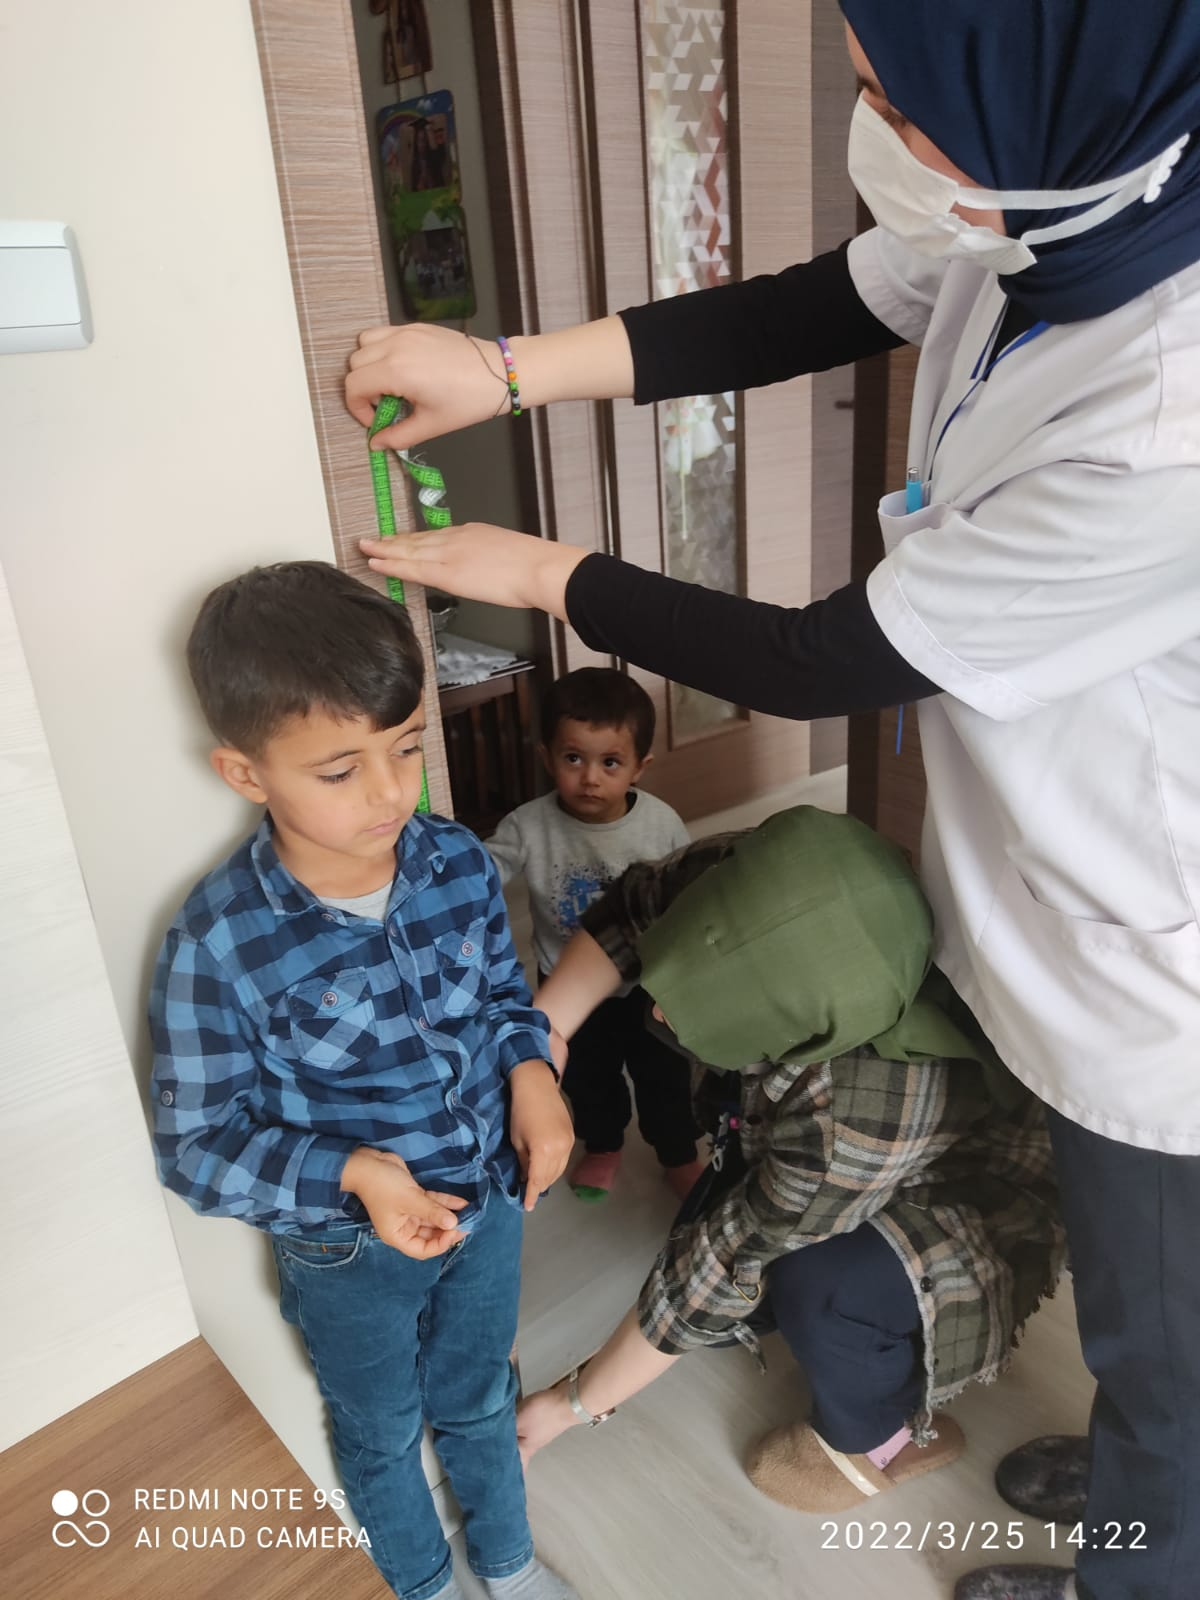 REDMI NOTE 9S
AI QUAD CAMERA
2022/3/25 14:22